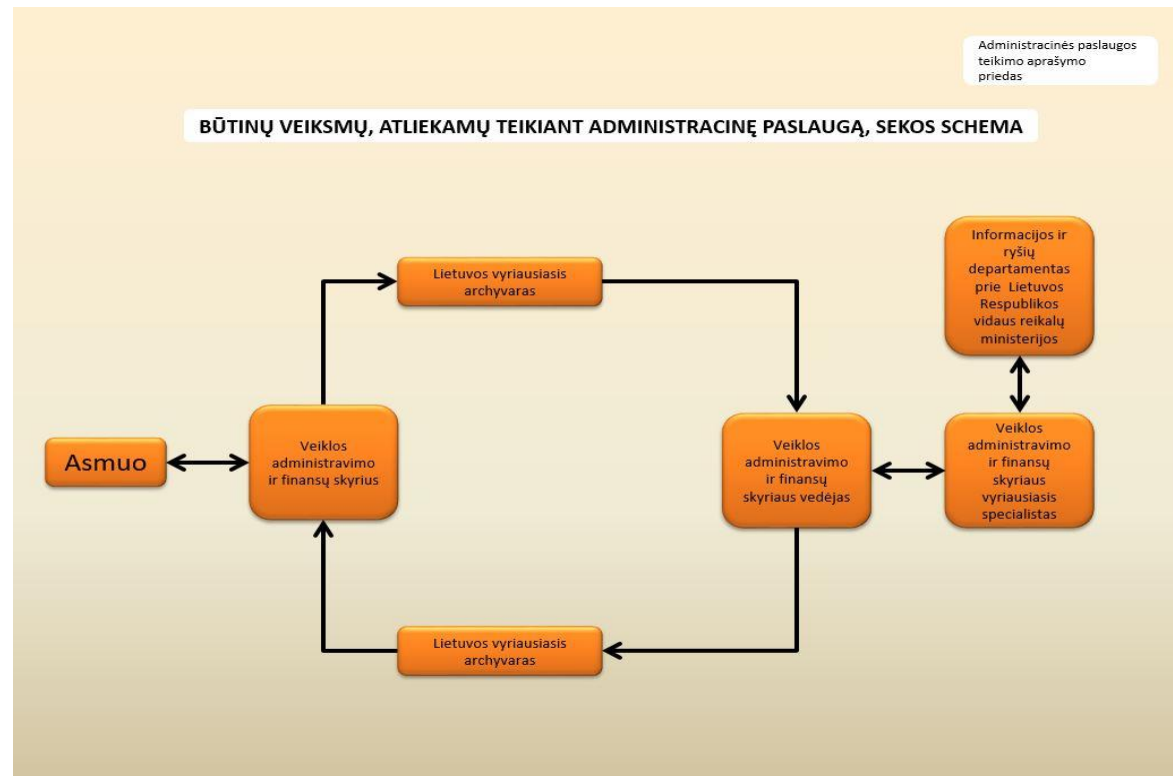 Administracinės paslaugos
teikimo aprašymo
priedas
BŪTINŲ VEIKSMŲ, ATLIEKAMŲ TEIKIANT ADMINISTRACINĘ PASLAUGĄ, SEKOS SCHEMA
Informacijos ir
ryšių
departamentas
prie Lietuvos
Respublikos
vidaus reikalų
ministerijos
Lietuvos vyriausiasis
archyvaras
Asmuo
Veiklos
administravimo
ir finansų skyrius
Veiklos
administravimo
ir finansų
skyriaus vedėjas
Veiklos
administravimo
ir finansų
skyriaus
vyriausiasis
specialistas
Lietuvos vyriausiasis
archyvaras